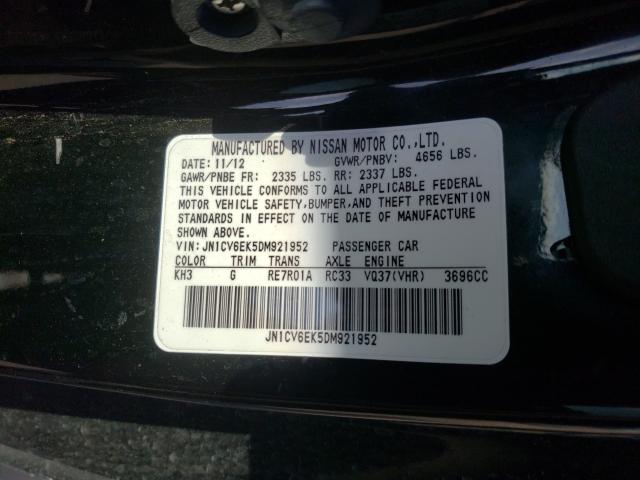 MANUFACTURED BY NISSAN MOTOR CO.,LTD.
DATE: 11/12 GVWR/PNBV: 4656 LBS.
GAWR/PNBE FR: 2335 LBS. RR: 2337 LBS.
THIS VEHICLE CONFORMS TO ALL APPLICABLE FEDERAL
MOTOR VEHICLE SAFETY, BUMPER, AND THEFT PREVENTION
STANDARDS IN EFFECT ON THE DATE OF MANUFACTURE
SHOWN ABOVE.
VIN: JN1CV6EK5DM921952 PASSENGER CAR
COLOR TRIM TRANS AXLE ENGINE
KH3 G RE7R01A RC33 VQ37(VHR) 3696CC
JN1CV6EK5DM921952